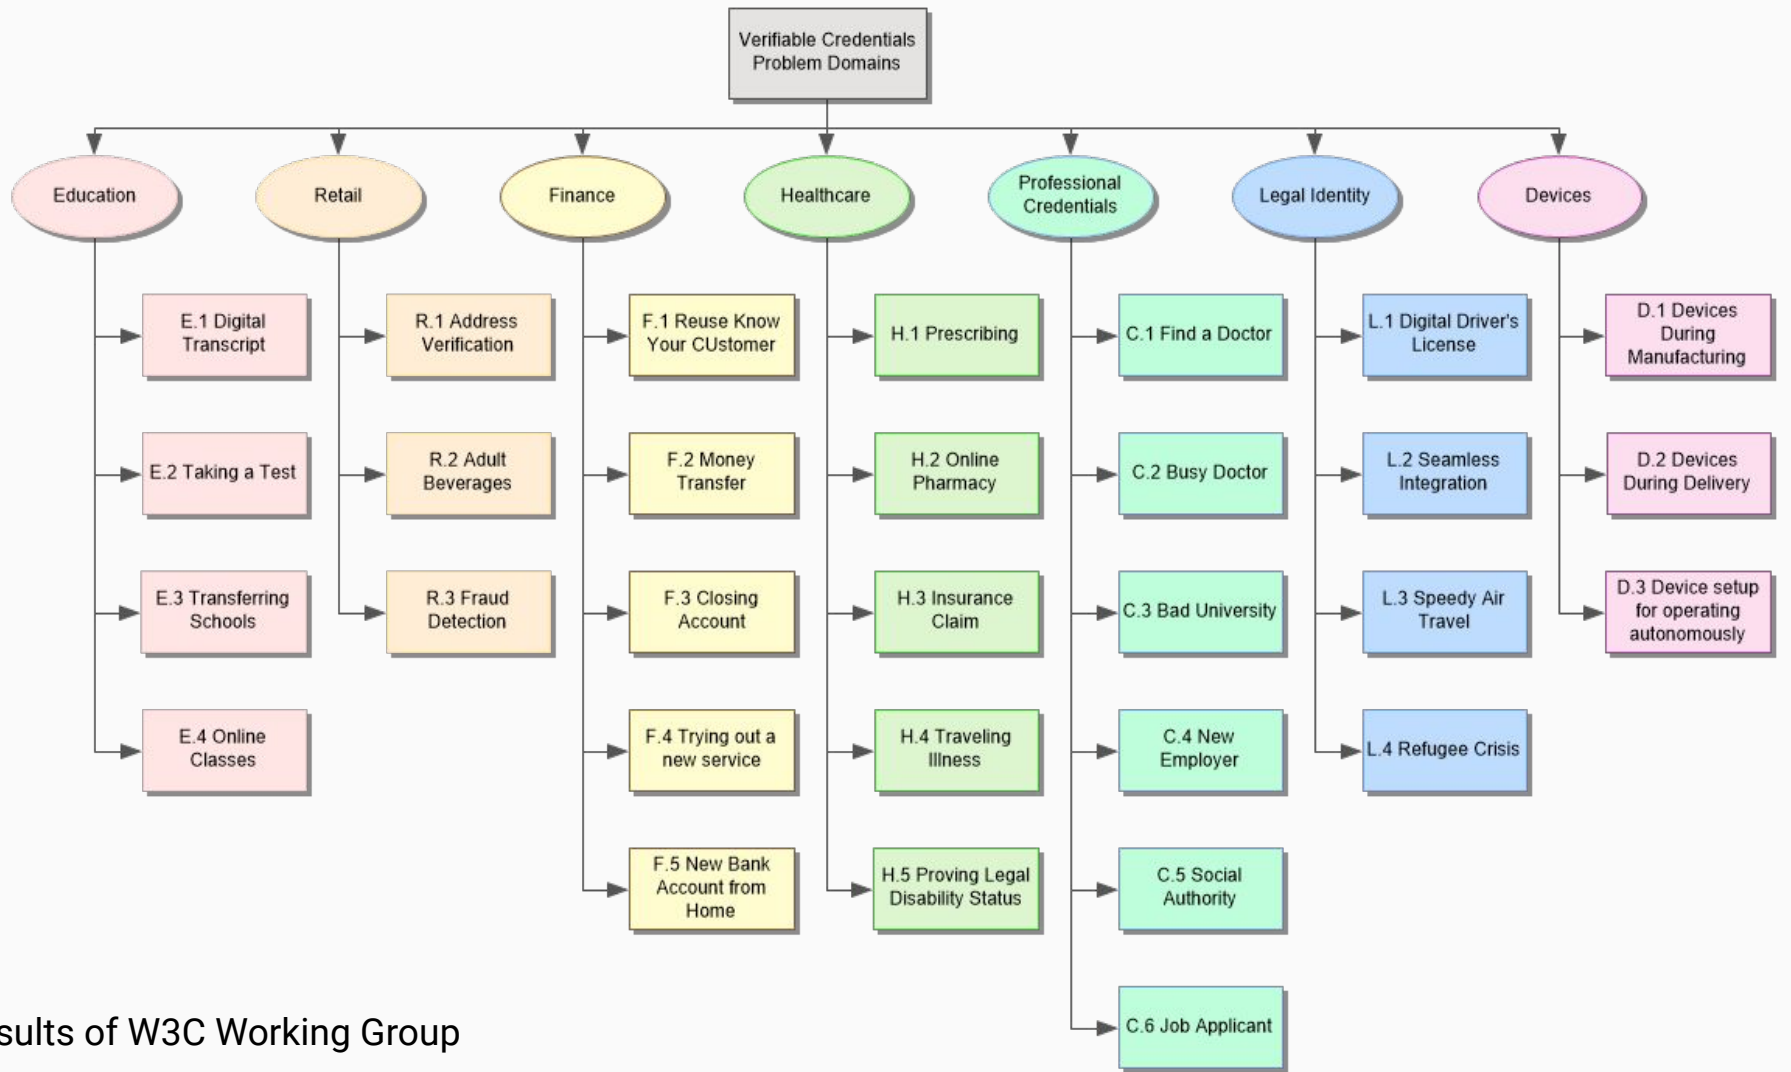 Verifiable Credentials
Problem Domains
Education
Retail
Finance
Healthcare
Professional
Credentials
Legal Identity
Devices
E.1 Digital
Transcript
R.1 Address
Verification
F.1 Reuse Know
Your CUstomer
H.1 Prescribing
C.1 Find a Doctor
L.1 Digital Driver's
License
D.1 Devices
During
Manufacturing
E.2 Taking a Test
R.2 Adult
Beverages
F.2 Money
Transfer
H.2 Online
Pharmacy
C.2 Busy Doctor
L.2 Seamless
Integration
D.2 Devices
During Delivery
E.3 Transferring
Schools
R.3 Fraud
Detection
F.3 Closing
Account
H.3 Insurance
Claim
C.3 Bad University
L.3 Speedy Air
Travel
D.3 Device setup
for operating
autonomously
E.4 Online
Classes
F.4 Trying out a
new service
H.4 Traveling
Illness
C.4 New
Employer
L.4 Refugee Crisis
F.5 New Bank
Account from
Home
H.5 Proving Legal
Disability Status
C.5 Social
Authority
C.6 Job Applicant
sults of W3C Working Group